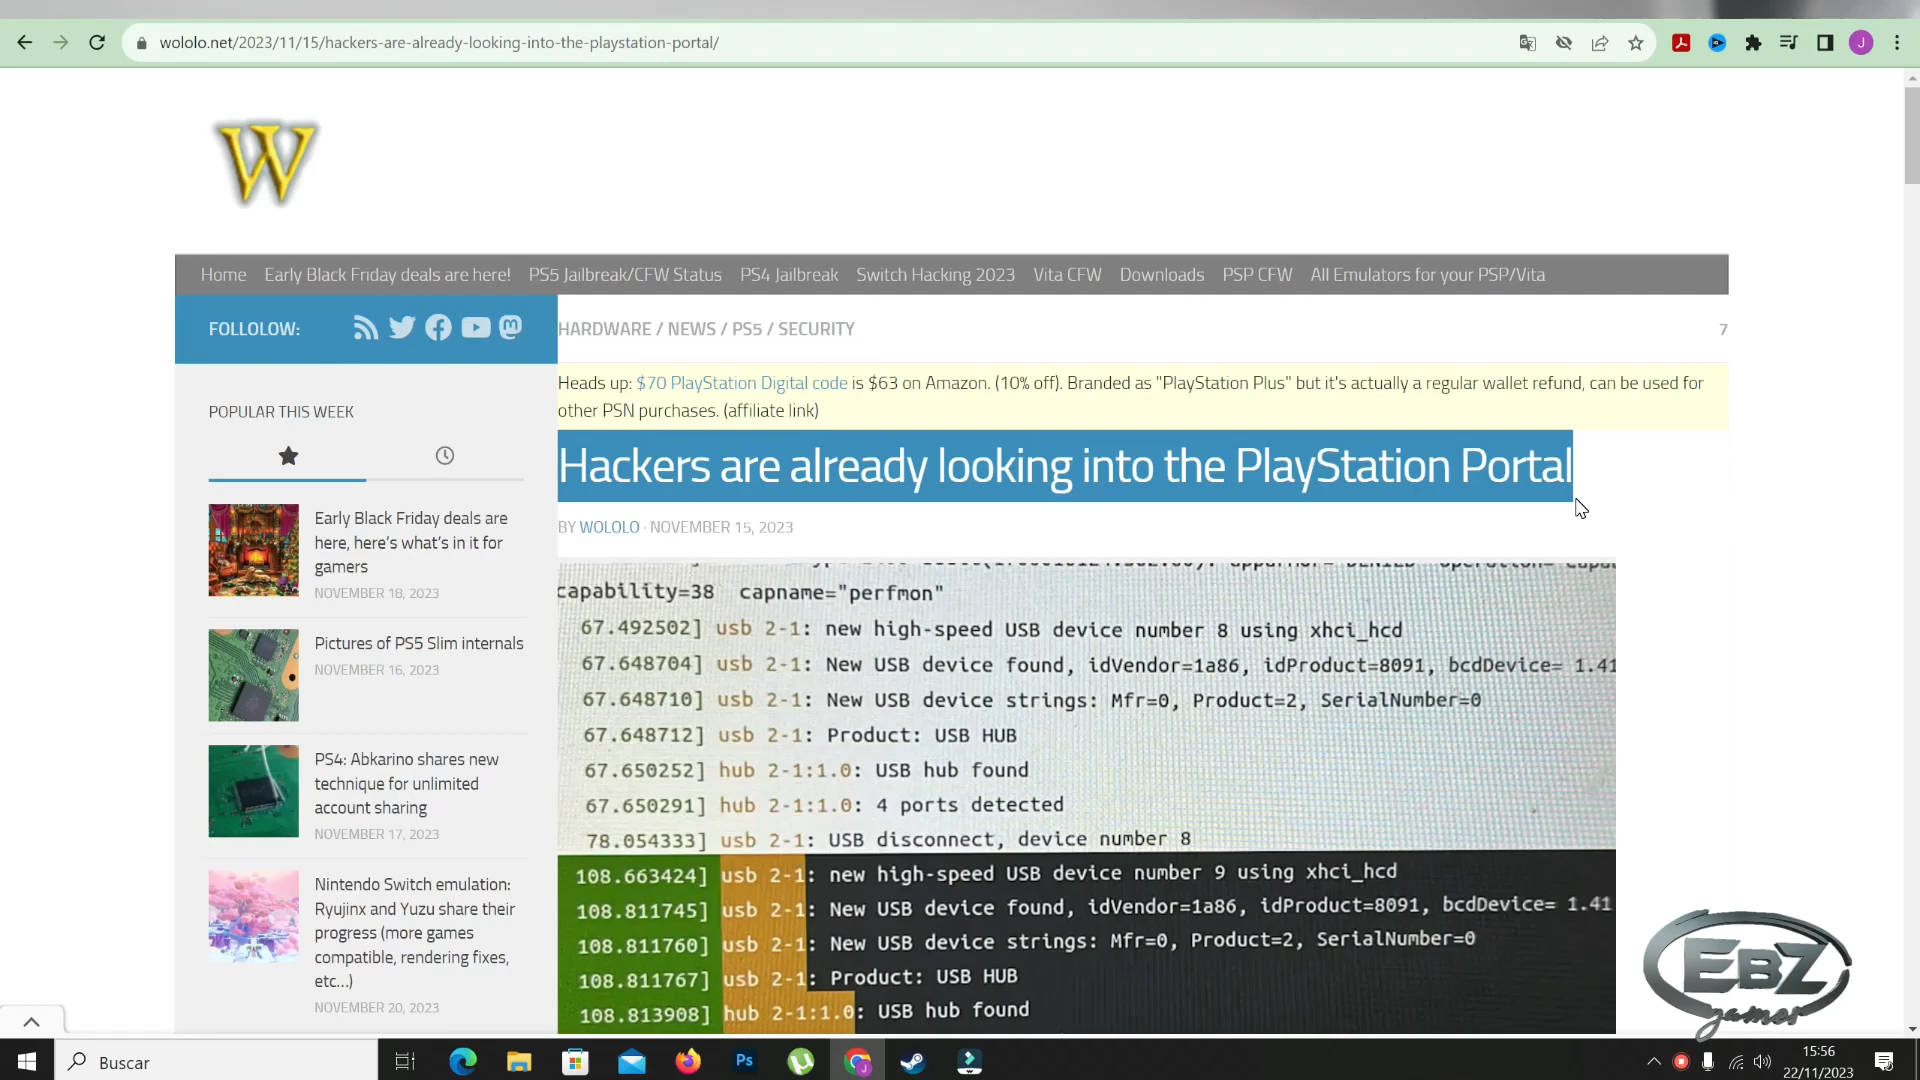 wololo.net/2023/11/15/hackers-are-already-looking-into-the-playstation-portal/
J
W
Home Early Black Friday deals are here! PS5 Jailbreak/CFW Status PS4 Jailbreak Switch Hacking 2023 Vita CFW Downloads PSP CFW All Emulators for your PSP/Vita
FOLLOLOW:
HARDWARE / NEWS / PS5 / SECURITY
7
Heads up: $70 PlayStation Digital code is $63 on Amazon. (10% off). Branded as "PlayStation Plus" but it's actually a regular wallet refund, can be used for
other PSN purchases. (affiliate link)
POPULAR THIS WEEK
Early Black Friday deals are
here, here's what's in it for
gamers
NOVEMBER 18, 2023
Pictures of PS5 Slim internals
NOVEMBER 16, 2023
PS4: Abkarino shares new
technique for unlimited
account sharing
NOVEMBER 17, 2023
Nintendo Switch emulation:
Ryujinx and Yuzu share their
progress (more games
compatible, rendering fixes,
etc...)
NOVEMBER 20, 2023
Hackers are already looking into the PlayStation Portal
BY WOLOLO · NOVEMBER 15, 2023
capability=38 capname="perfmon"
67.492502] usb 2-1: new high-speed USB device number 8 using xhci_hcd
67.648704] usb 2-1: New USB device found, idVendor=1a86, idProduct=8091, bcdDevice= 1.41
67.648710] usb 2-1: New USB device strings: Mfr=0, Product=2, SerialNumber=0
67.648712] usb 2-1: Product: USB HUB
67.650252] hub 2-1:1.0: USB hub found
67.650291] hub 2-1:1.0: 4 ports detected
78.054333] usb 2-1: USB disconnect, device number 8
108.663424] usb 2-1: new high-speed USB device number 9 using xhci_hcd
108.811745] usb 2-1: New USB device found, idVendor=1a86, idProduct=8091, bcdDevice= 1.41
108.811760] usb 2-1: New USB device strings: Mfr=0, Product=2, SerialNumber=0
108.811767] usb 2-1: Product: USB HUB
108.813908] hub 2-1:1.0: USB hub found
EBZ
games
Buscar
Ps
15:56
22/11/2023